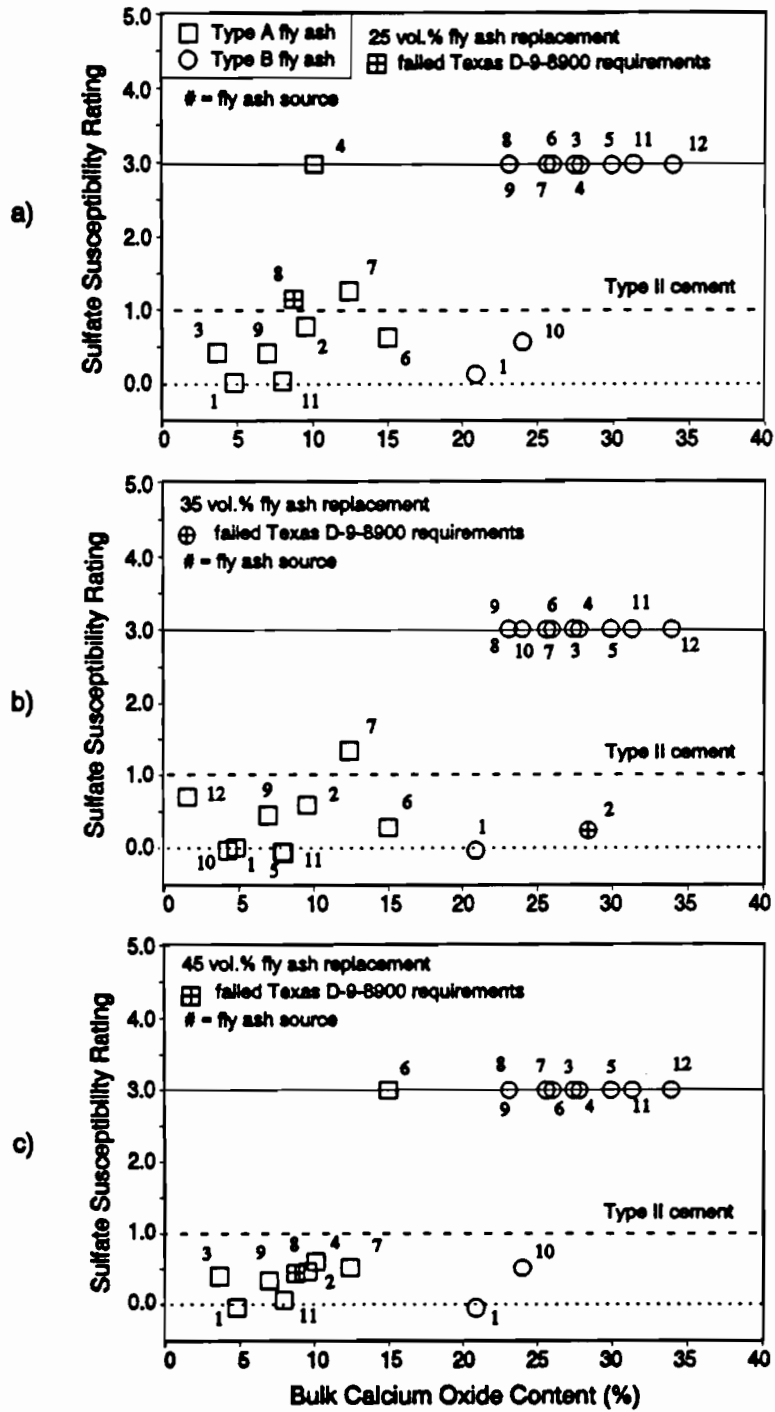 a)
Sulfate Susceptibility Rating
5.0
4.0
3.0
2.0
1.0
0.0
Type A fly ash
Type B fly ash
25 vol.% fly ash replacement
failed Texas D-9-8900 requirements
# = fly ash source
4
8 6 3 5 11 12
9 7 4
8
7
Type II cement
3 9 2 6 10
1 11 1
0 5 10 15 20 25 30 35 40
b)
Sulfate Susceptibility Rating
5.0
4.0
3.0
2.0
1.0
0.0
35 vol.% fly ash replacement
failed Texas D-9-8900 requirements
# = fly ash source
9 6 4 11
8 10 7 3 5 12
7
Type II cement
12 9 2 6 1 2
10 1 5 11
0 5 10 15 20 25 30 35 40
c)
Sulfate Susceptibility Rating
5.0
4.0
3.0
2.0
1.0
0.0
45 vol.% fly ash replacement
failed Texas D-9-8900 requirements
# = fly ash source
6 8 7 3 5 12
9 6 4 11
Type II cement
3 9 8 4 7 10
2
1 11 1
0 5 10 15 20 25 30 35 40
Bulk Calcium Oxide Content (%)